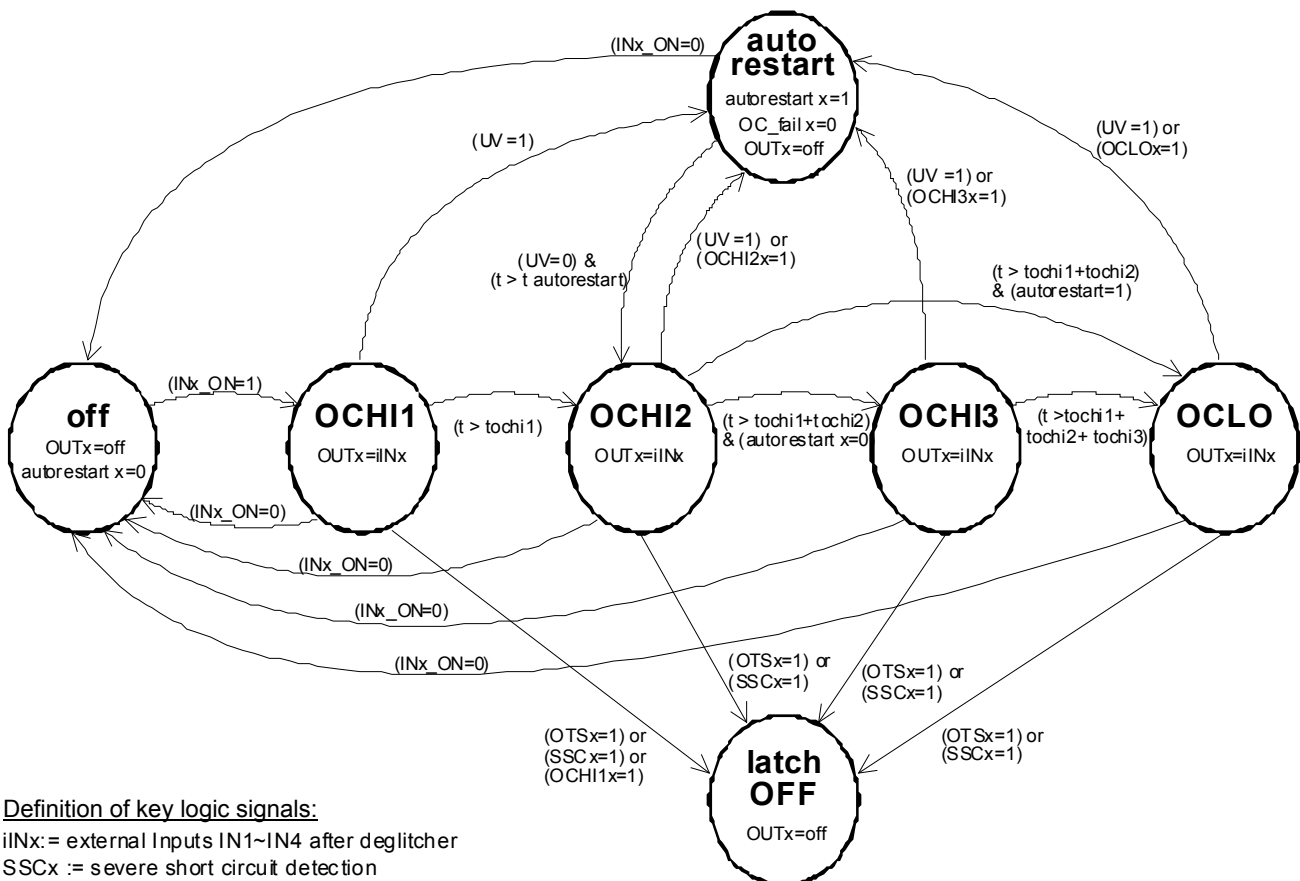 (INx_ON=0)
auto
restart
autorestart x=1
OC_fail x=0
OUTx=off
(UV =1)
(UV =1) or
(OCLOx=1)
(UV =1) or
(OCHI3x=1)
(UV =1) or
(OCHI2x=1)
(UV=0) &
(t > t autorestart)
(t > tochi1+tochi2)
& (autorestart=1)
off
OUTx=off
autorestart x=0
(INx_ON=1)
OCHI1
OUTx=iINx
(t > tochi1)
OCHI2
OUTx=iINx
(t > tochi1+tochi2)
& (autorestart x=0
OCHI3
OUTx=iINx
(t >tochi1+
tochi2+ tochi3)
OCLO
OUTx=iINx
(INx_ON=0)
(INx_ON=0)
(INx_ON=0)
(INx_ON=0)
(OTSx=1) or
(SSCx=1)
(OTSx=1) or
(SSCx=1)
(OTSx=1) or
(SSCx=1) or
(OCHI1x=1)
(OTSx=1) or
(SSCx=1)
latch
OFF
OUTx=off
Definition of key logic signals:
iINx:= external Inputs IN1~IN4 after deglitcher
SSCx := severe short circuit detection